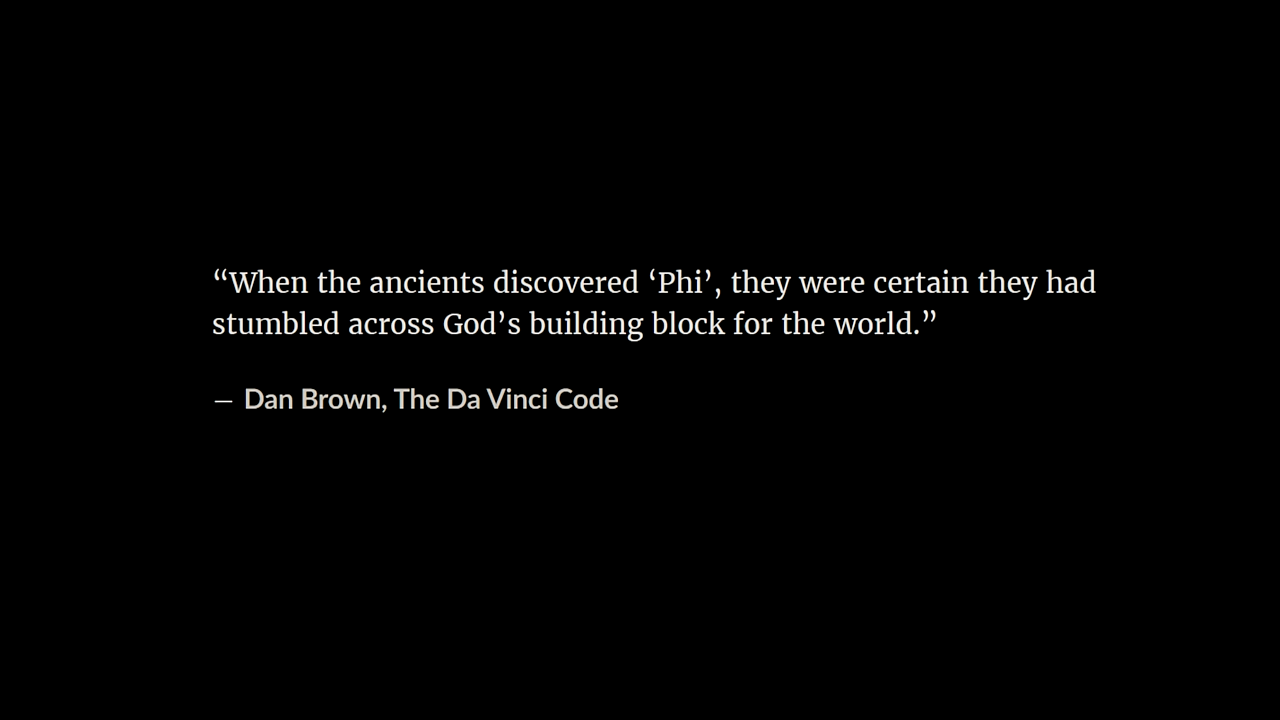 “When the ancients discovered ‘Phi’, they were certain they had
stumbled across God’s building block for the world.”
— Dan Brown, The Da Vinci Code